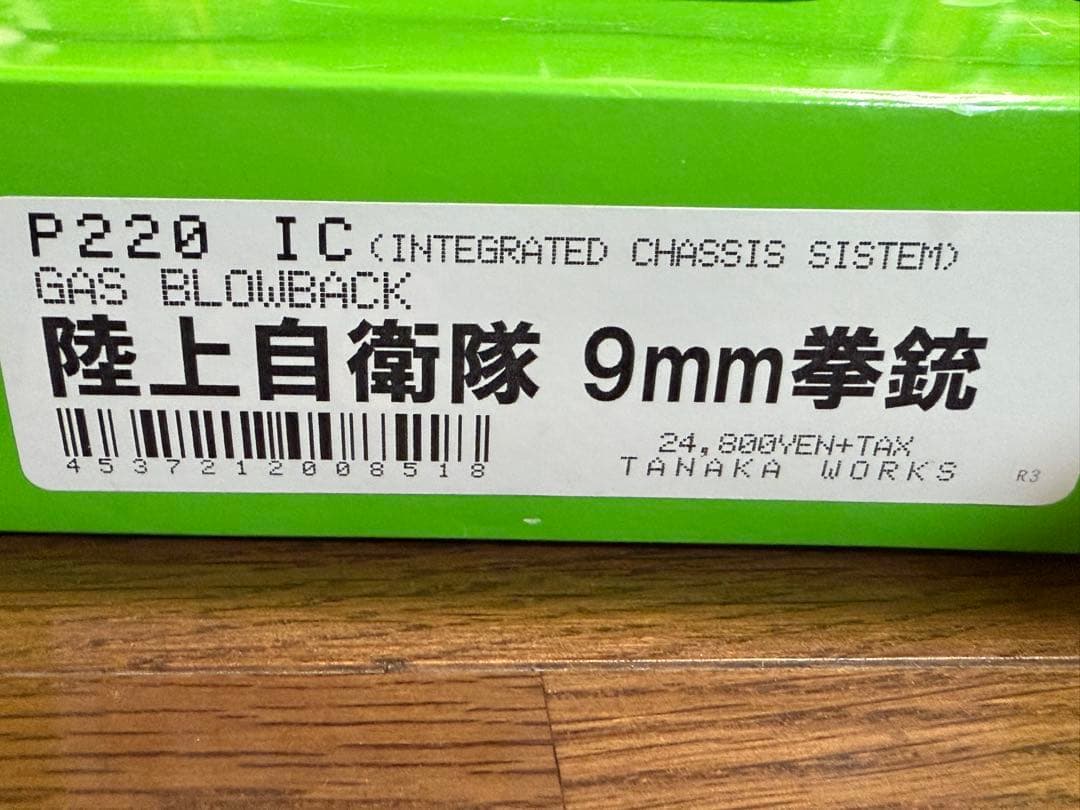 P220 IC(INTEGRATED CHASSIS SISTEM)
GAS BLOWBACK
陸上自衛隊 9mm拳銃
4537212008518
24,800YEN+TAX
TANAKA WORKS
R3